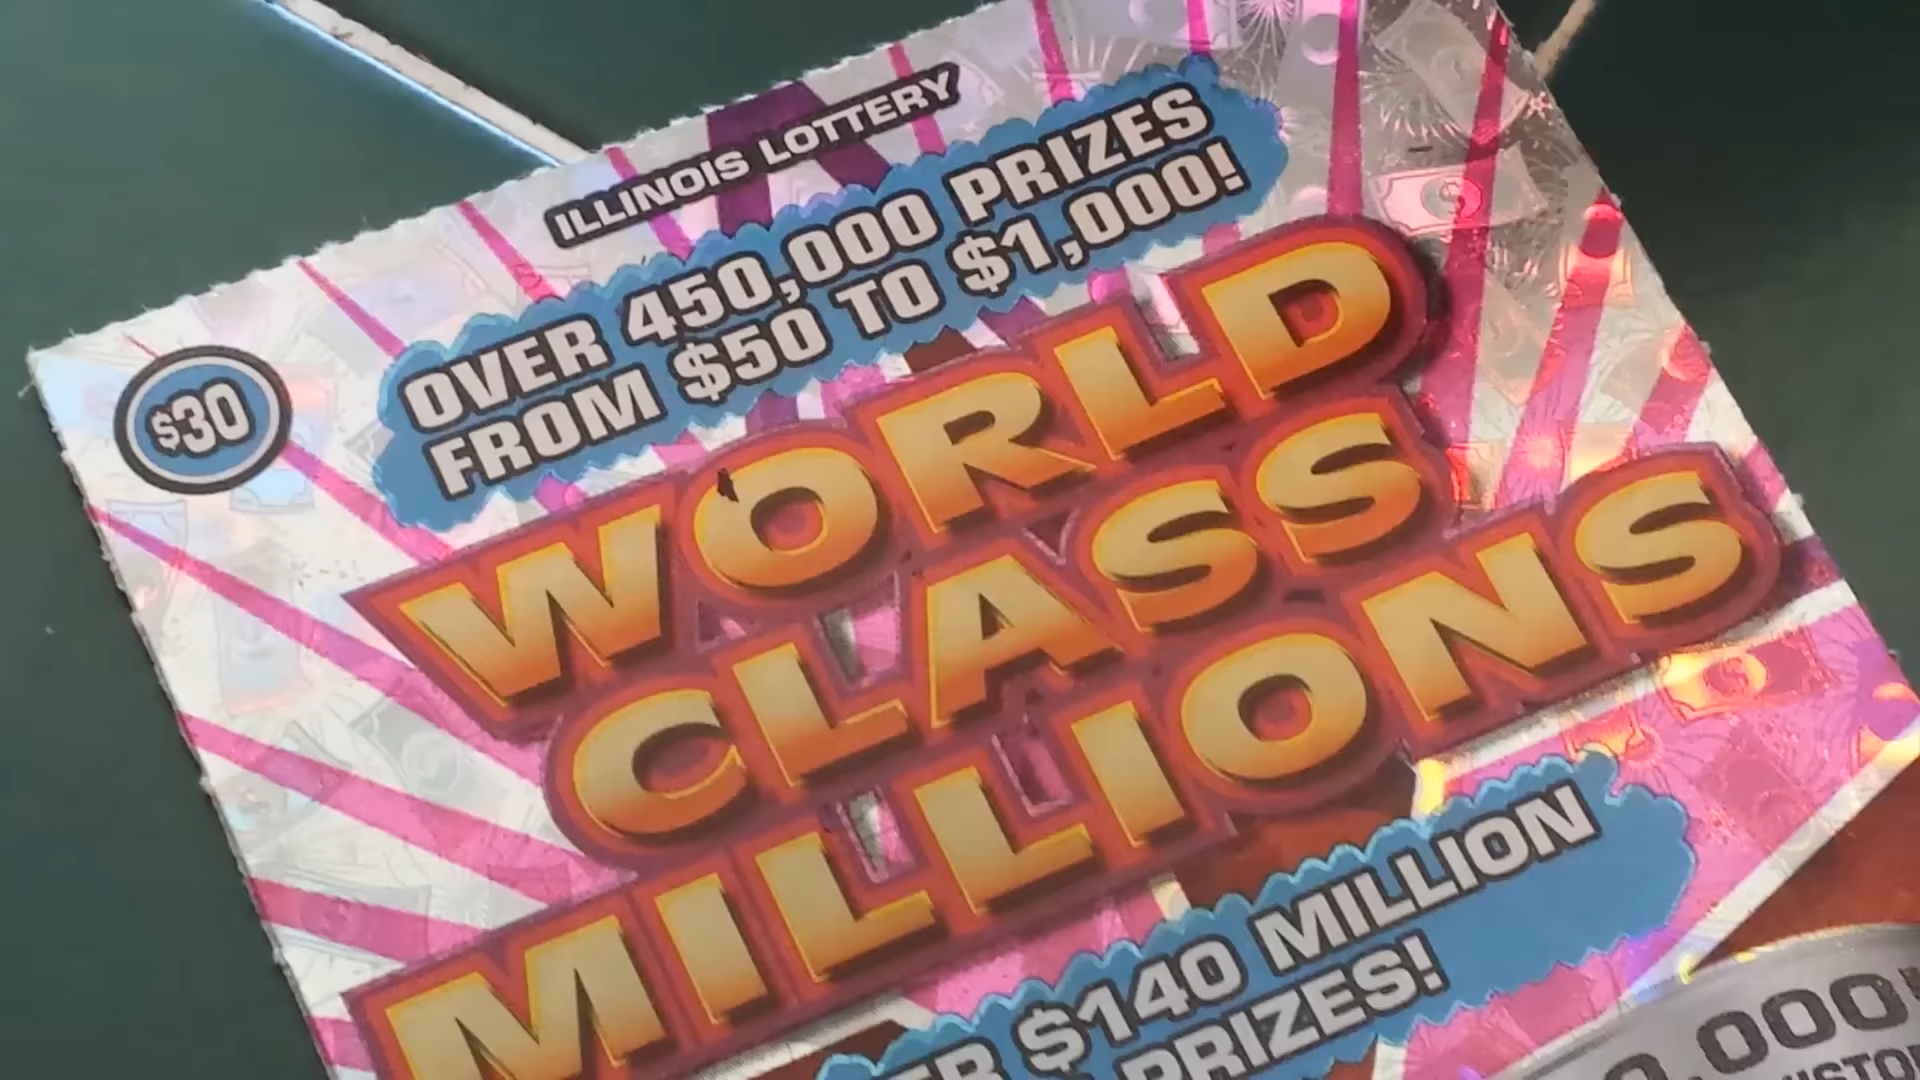 ILLINOIS LOTTERY
OVER 450,000 PRIZES
FROM $50 TO $1,000!
$30
WORLD
CLASS
MILLIONS
$140 MILLION
PRIZES!